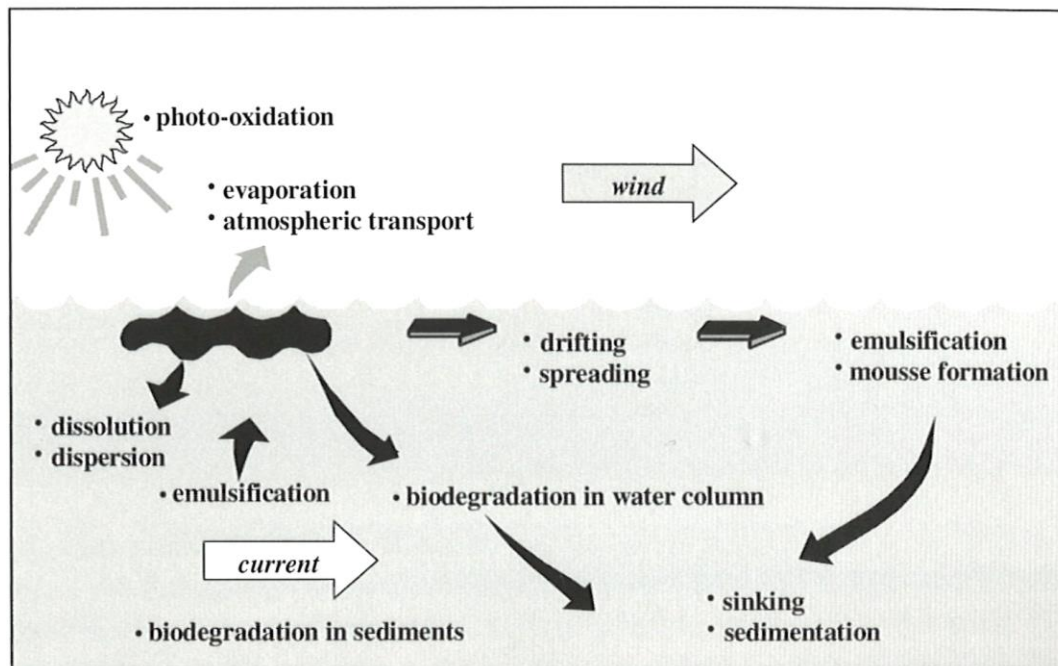 • photo-oxidation
• evaporation
• atmospheric transport
wind
• drifting
• spreading
• emulsification
• mousse formation
• dissolution
• dispersion
• emulsification
• biodegradation in water column
current
• sinking
• sedimentation
• biodegradation in sediments